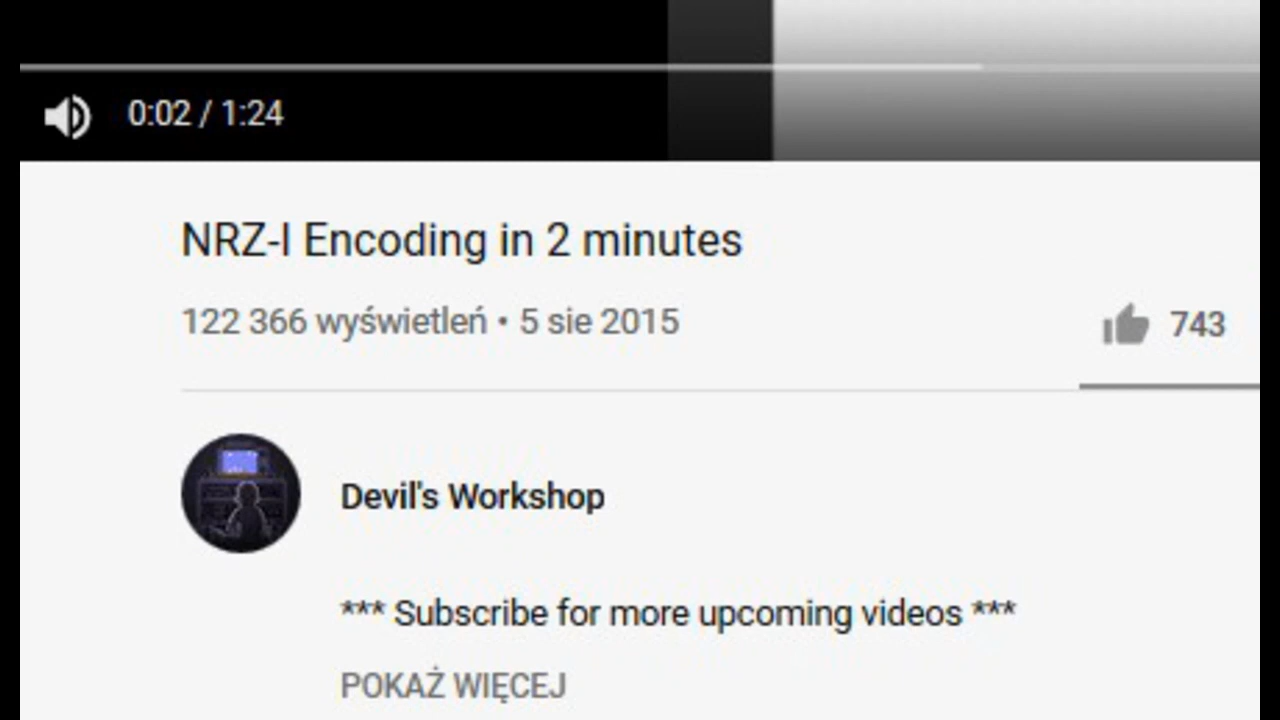 0:02 / 1:24
NRZ-I Encoding in 2 minutes
122 366 wyświetleń • 5 sie 2015
743
Devil's Workshop
*** Subscribe for more upcoming videos ***
POKAŻ WIĘCEJ